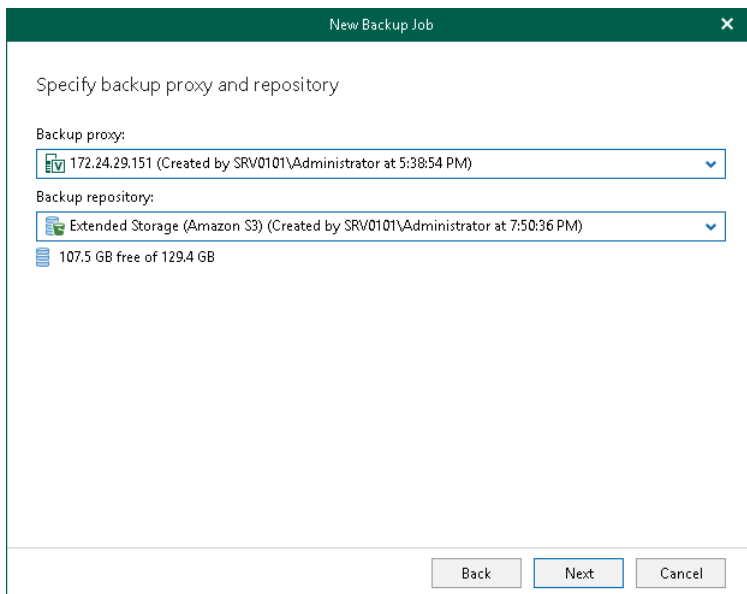 New Backup Job
Specify backup proxy and repository
Backup proxy:
172.24.29.151 (Created by SRV0101\Administrator at 5:38:54 PM)
Backup repository:
Extended Storage (Amazon S3) (Created by SRV0101\Administrator at 7:50:36 PM)
107.5 GB free of 129.4 GB
Back
Next
Cancel